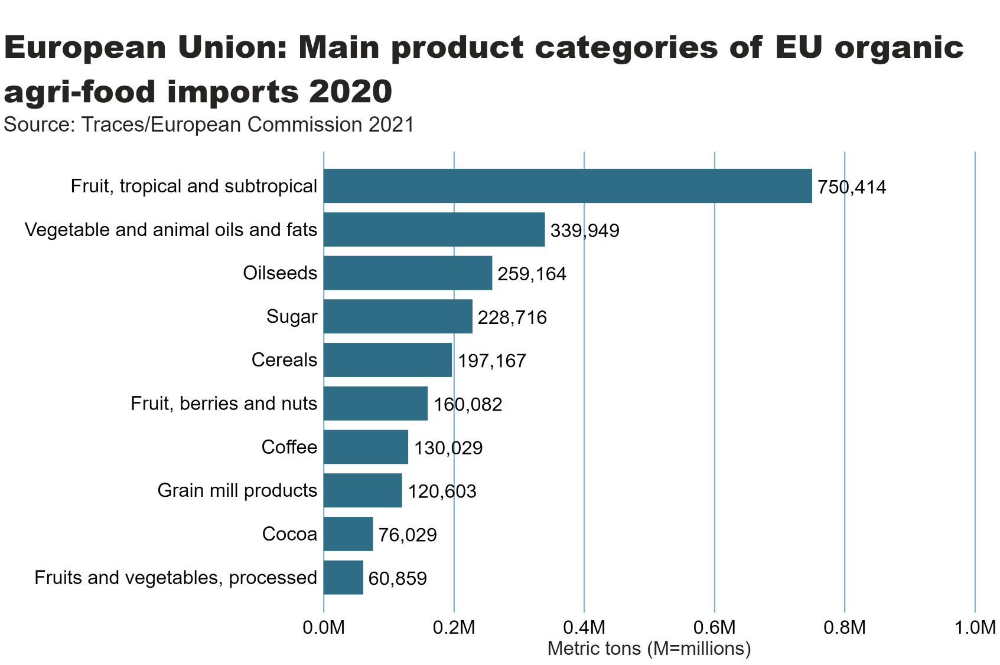 European Union: Main product categories of EU organic
agri-food imports 2020
Source: Traces/European Commission 2021
Fruit, tropical and subtropical 750,414
Vegetable and animal oils and fats 339,949
Oilseeds 259,164
Sugar 228,716
Cereals 197,167
Fruit, berries and nuts 160,082
Coffee 130,029
Grain mill products 120,603
Cocoa 76,029
Fruits and vegetables, processed 60,859
0.0M 0.2M 0.4M 0.6M 0.8M 1.0M
Metric tons (M=millions)